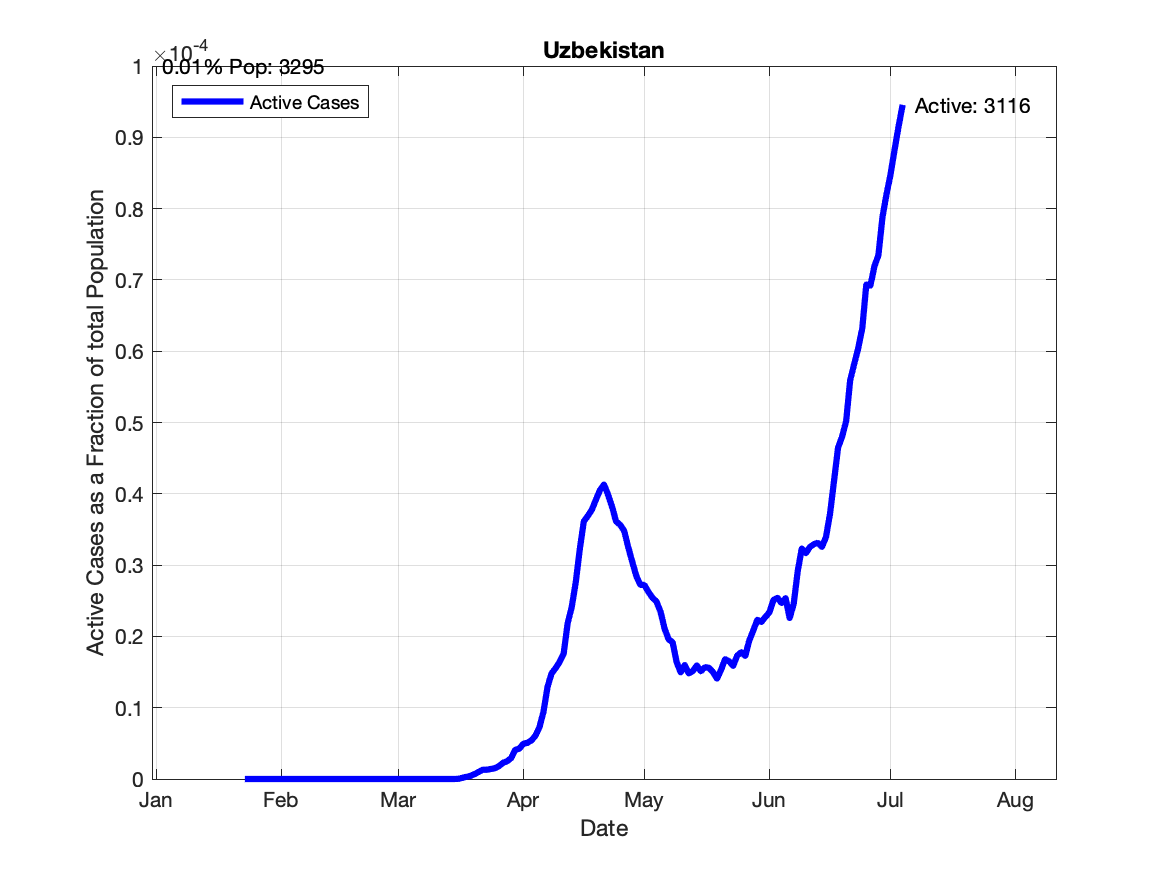 Uzbekistan
×10-4
0.01% Pop: 3295
Active Cases
Active: 3116
1
0.9
0.8
0.7
0.6
0.5
0.4
0.3
0.2
0.1
0
Active Cases as a Fraction of total Population
Jan Feb Mar Apr May Jun Jul Aug
Date